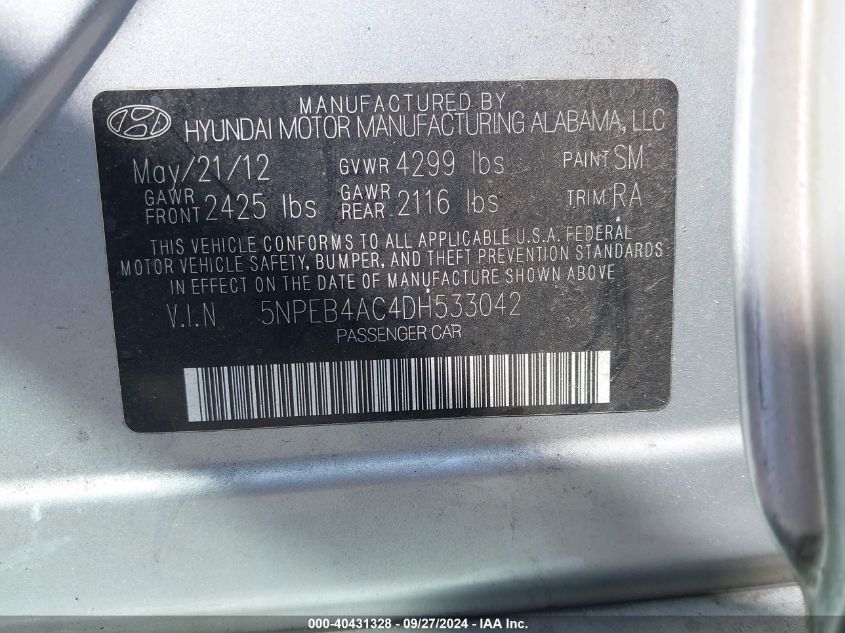 MANUFACTURED BY
HYUNDAI MOTOR MANUFACTURING ALABAMA, LLC
May/21/12 GVWR 4299 lbs PAINT SM
GAWR FRONT 2425 lbs GAWR REAR 2116 lbs TRIM RA
THIS VEHICLE CONFORMS TO ALL APPLICABLE U.S.A. FEDERAL
MOTOR VEHICLE SAFETY, BUMPER, AND THEFT PREVENTION STANDARDS
IN EFFECT ON THE DATE OF MANUFACTURE SHOWN ABOVE.
V.I.N 5NPEB4AC4DH533042
PASSENGER CAR
000-40431328 - 09/27/2024 - IAA Inc.